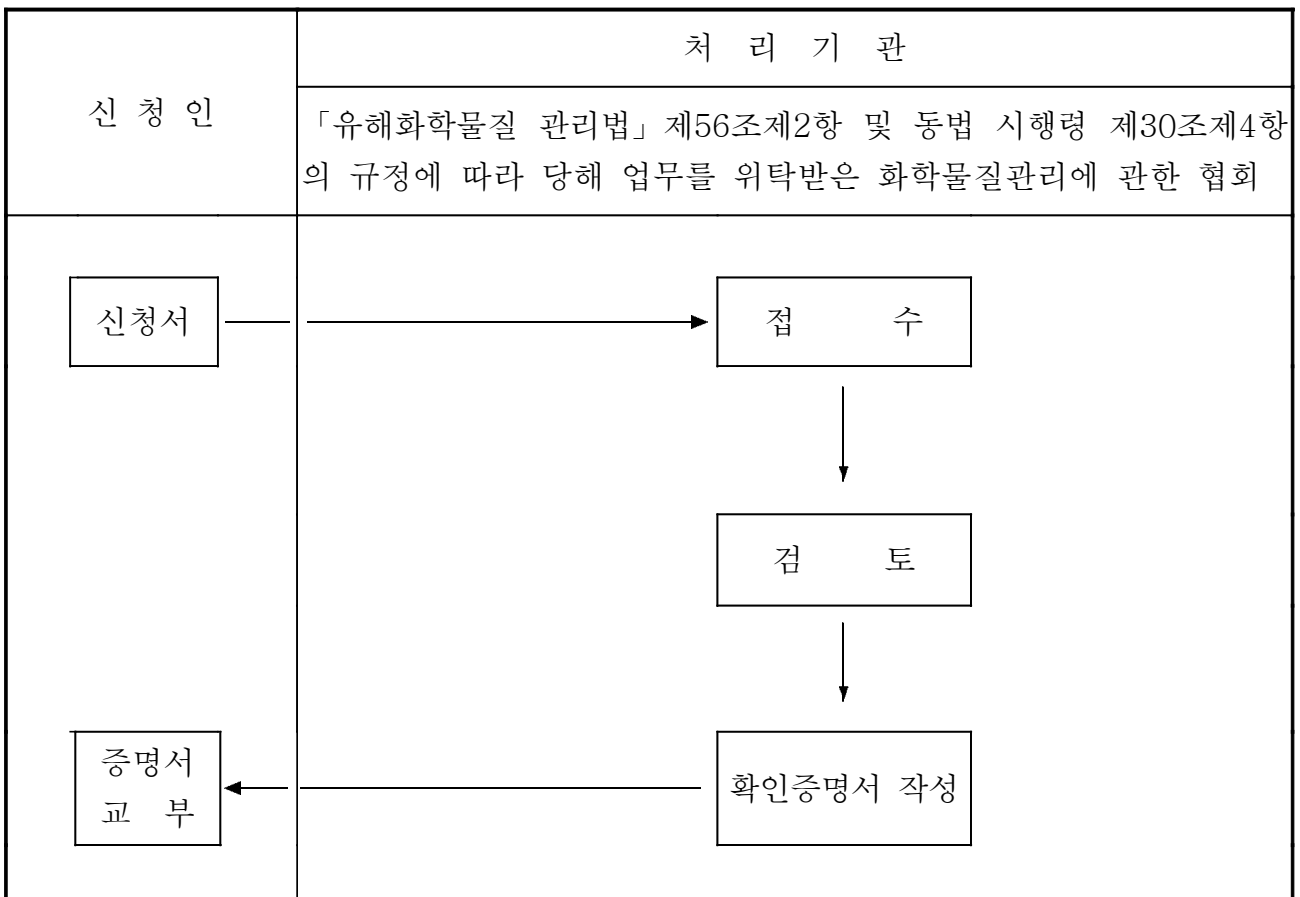 처 리 기 관
신 청 인
「유해화학물질 관리법」제56조제2항 및 동법 시행령 제30조제4항
의 규정에 따라 당해 업무를 위탁받은 화학물질관리에 관한 협회
신청서
접 수
검 토
증명서
교 부
확인증명서 작성